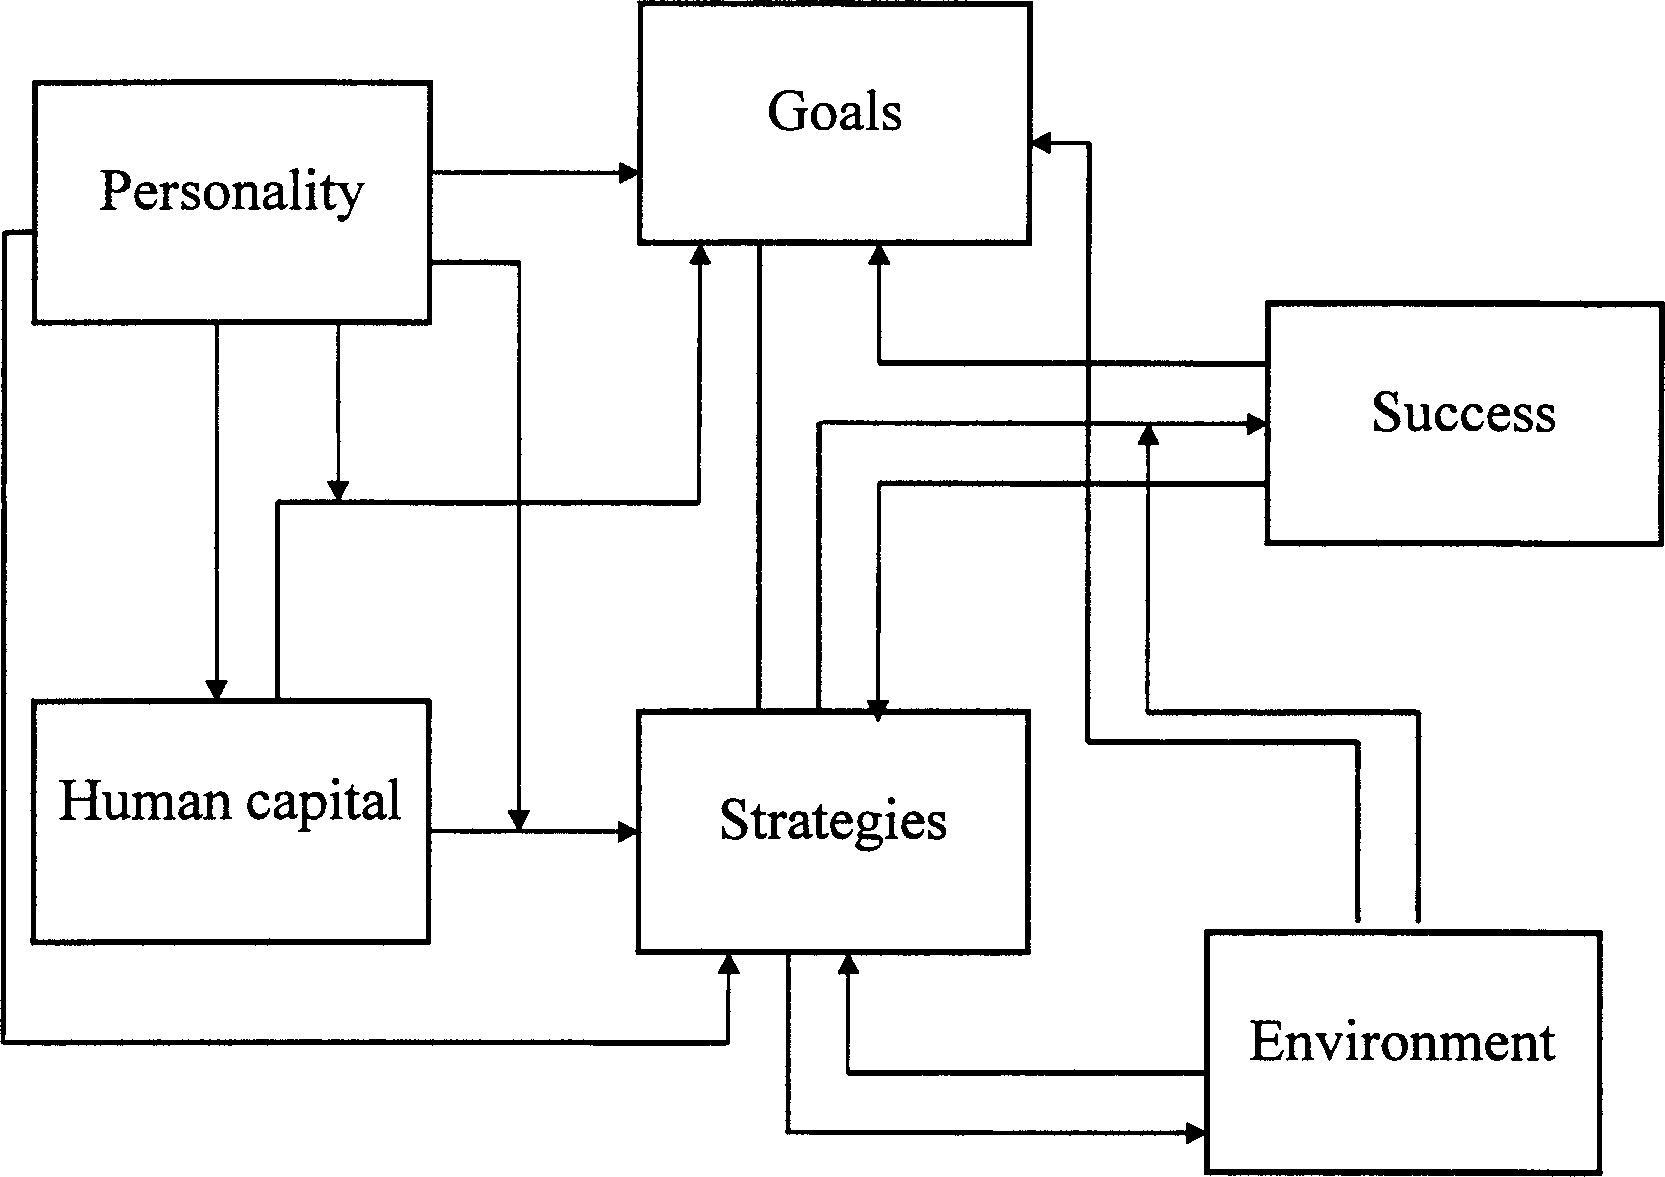 Goals
Personality
Success
Human capital
Strategies
Environment